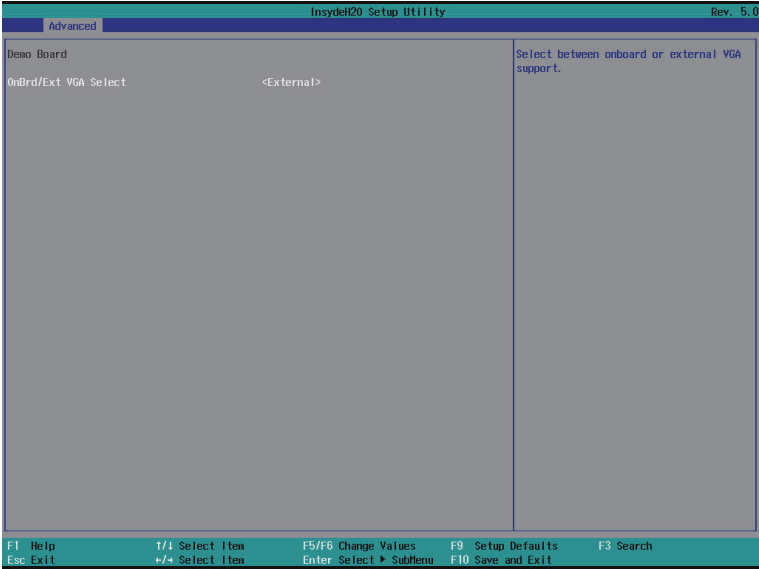 InsydeH20 Setup Utility Rev. 5.0
Advanced
Demo Board
OnBrd/Ext VGA Select <External>
Select between onboard or external VGA
support.
F1 Help ↑/↓ Select Item F5/F6 Change Values F9 Setup Defaults F3 Search
Esc Exit ←/→ Select Item Enter Select ▶ SubMenu F10 Save and Exit